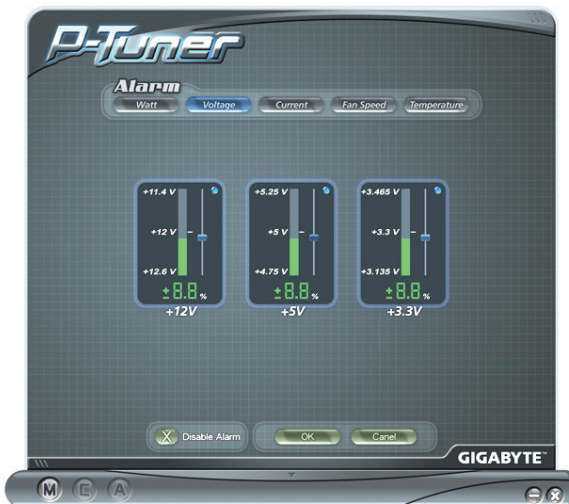 P-Tuner
Alarm
Watt Voltage Current Fan Speed Temperature
+11.4 V
+12 V
+12.6 V
±8.8 %
+12V
+5.25 V
+5 V
+4.75 V
±8.8 %
+5V
+3.465 V
+3.3 V
+3.135 V
±8.8 %
+3.3V
X Disable Alarm OK Canel
GIGABYTE™
M C A